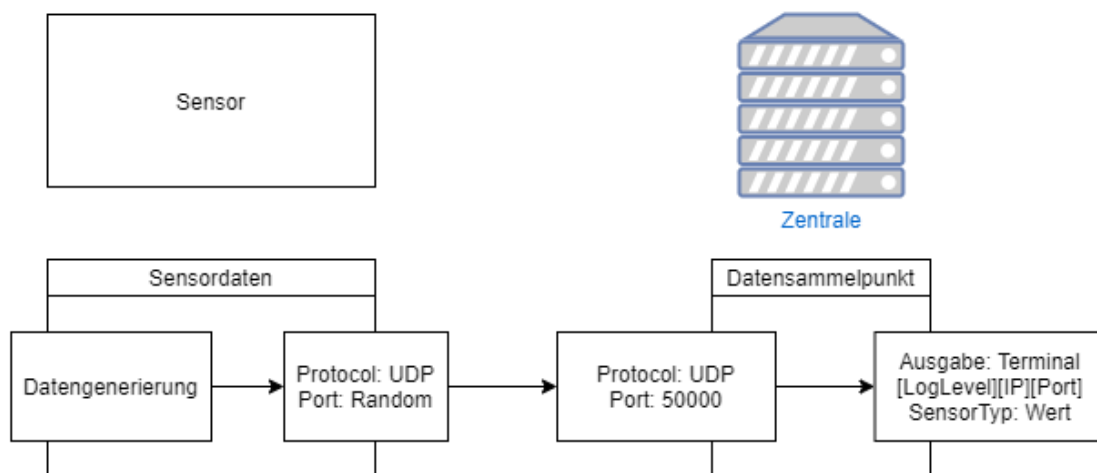 Sensor
Zentrale
Sensordaten
Datensammelpunkt
Datengenerierung
Protocol: UDP
Port: Random
Protocol: UDP
Port: 50000
Ausgabe: Terminal
[LogLevel][IP][Port]
SensorTyp: Wert